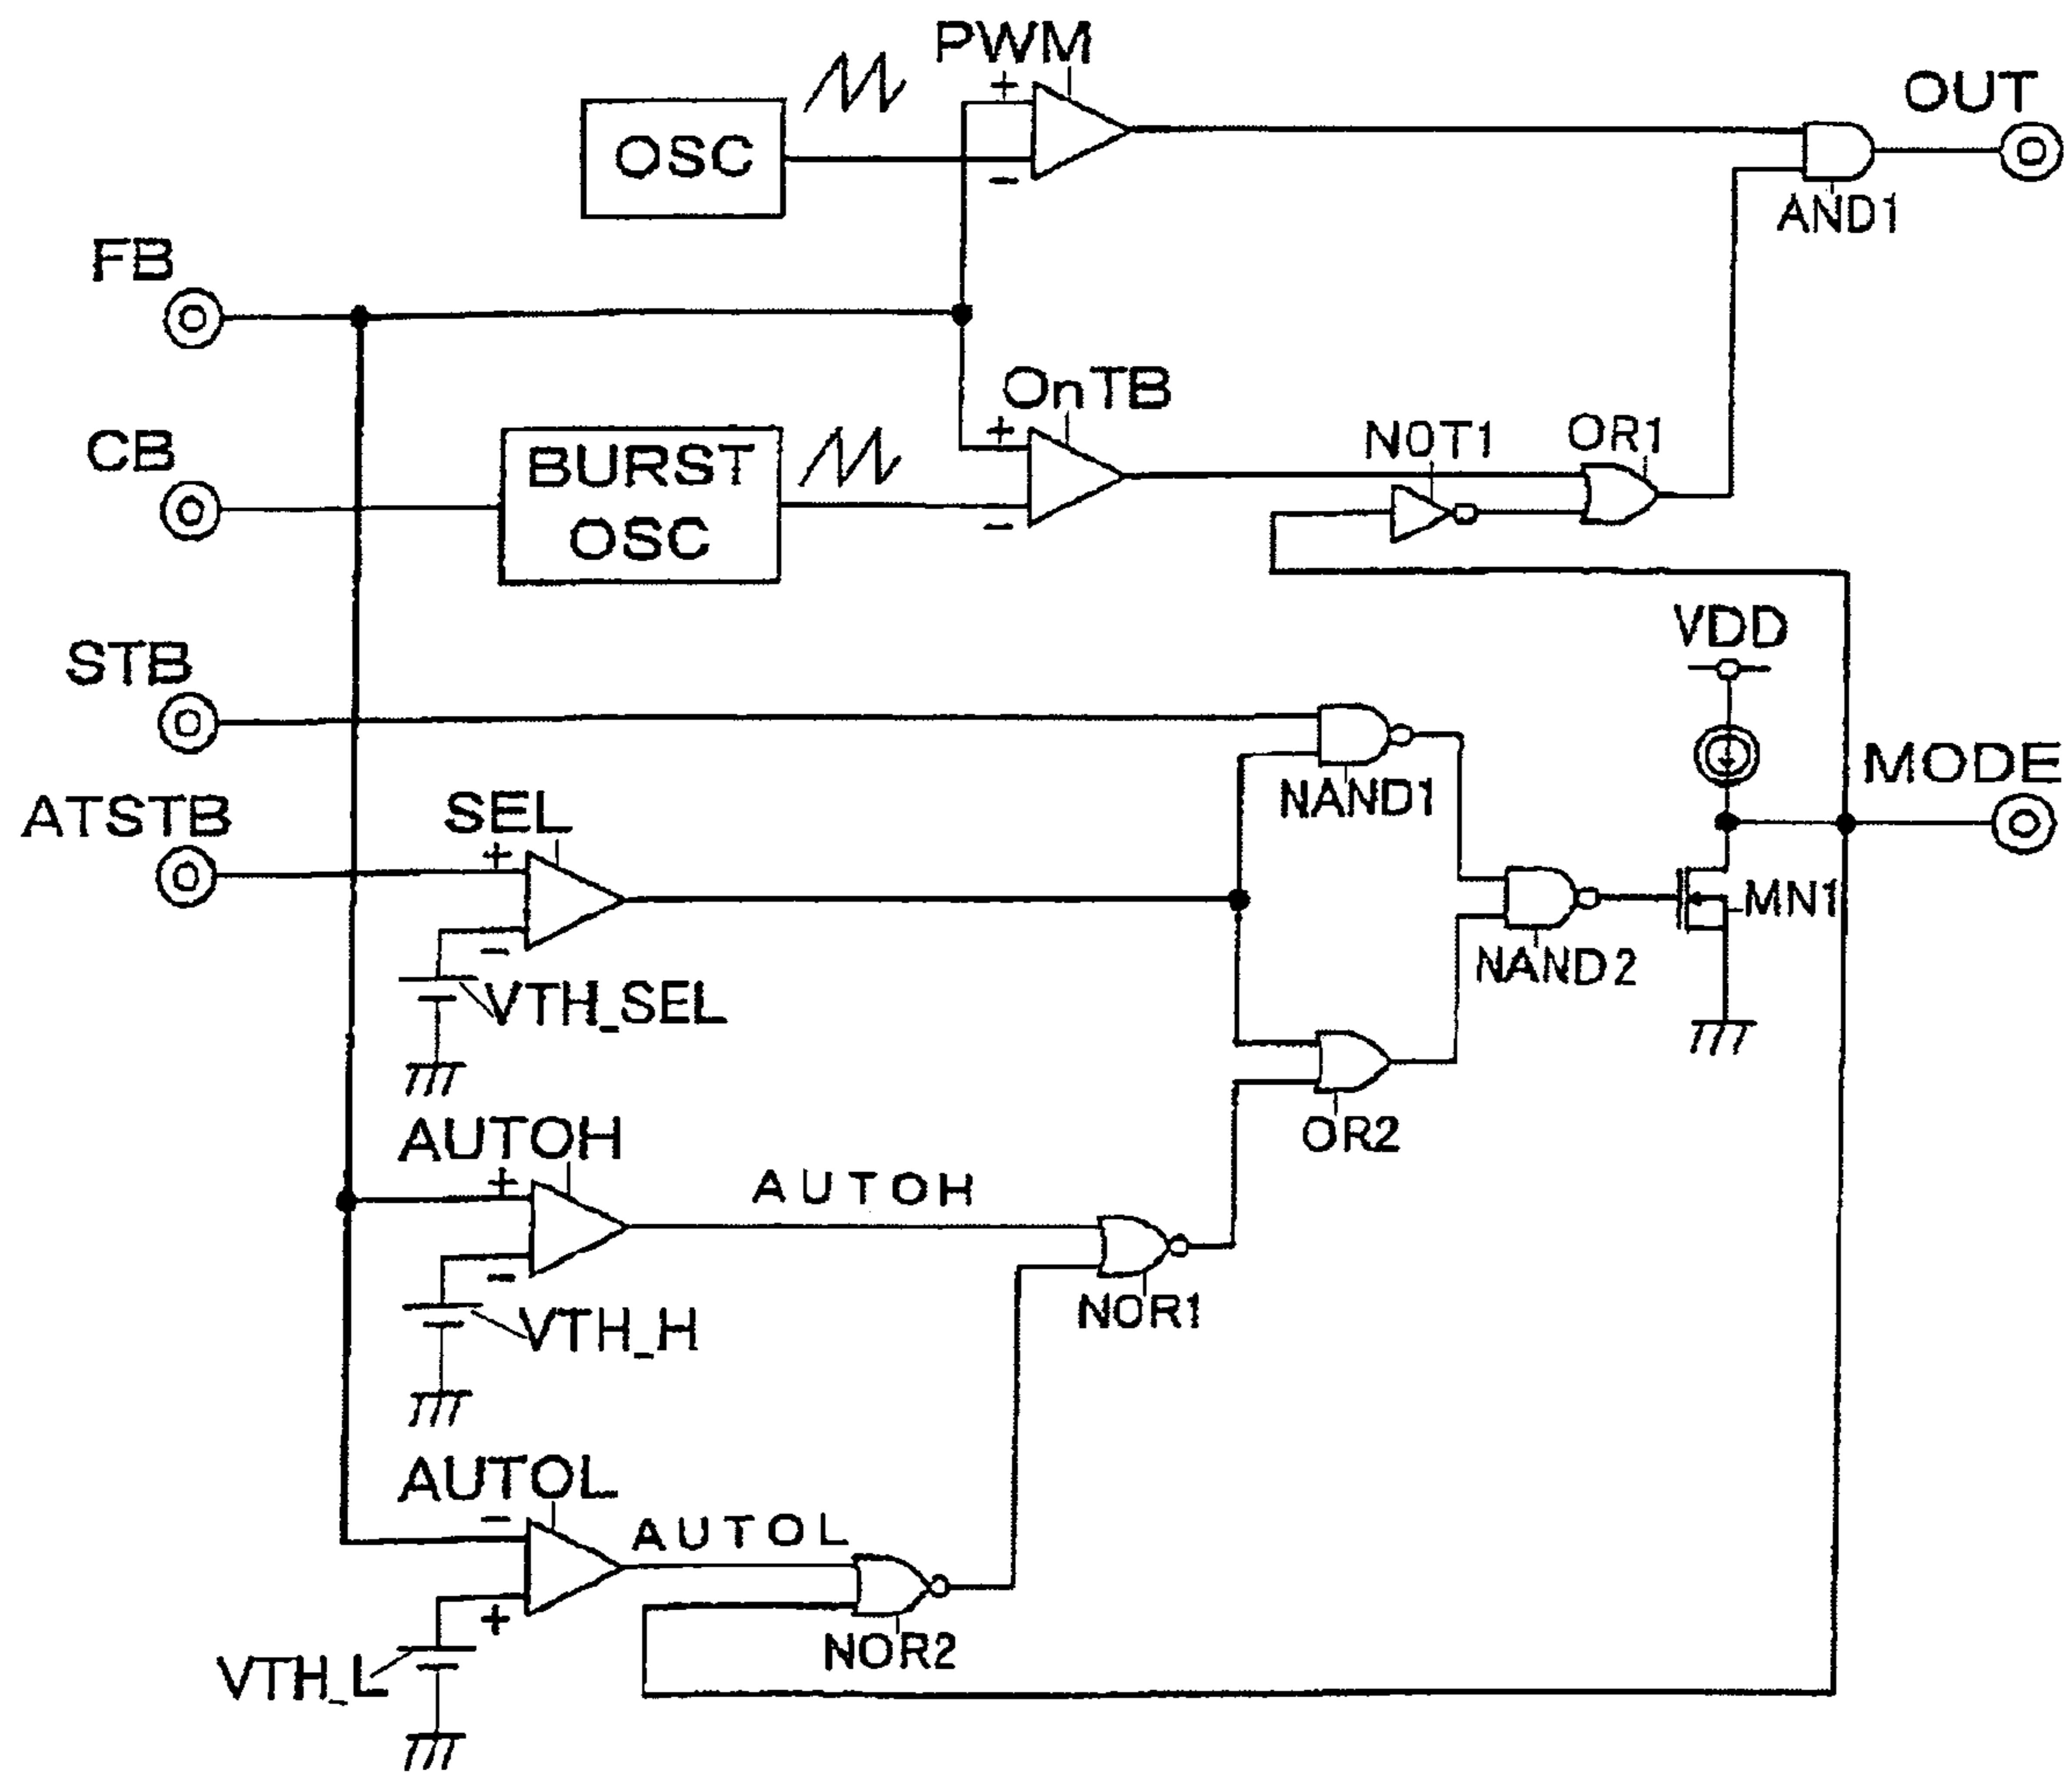 PWM
+
OSC
-
OUT
AND1
FB
OnTB
+
NOT1
OR1
CB
BURST
OSC
-
VDD
STB
MODE
NAND1
ATSTB
SEL
+
-
VTH_SEL
MN1
NAND2
OR2
AUTOH
+
AUTOH
-
VTH_H
NOR1
AUTOL
-
AUTOL
+
VTH_L
NOR2